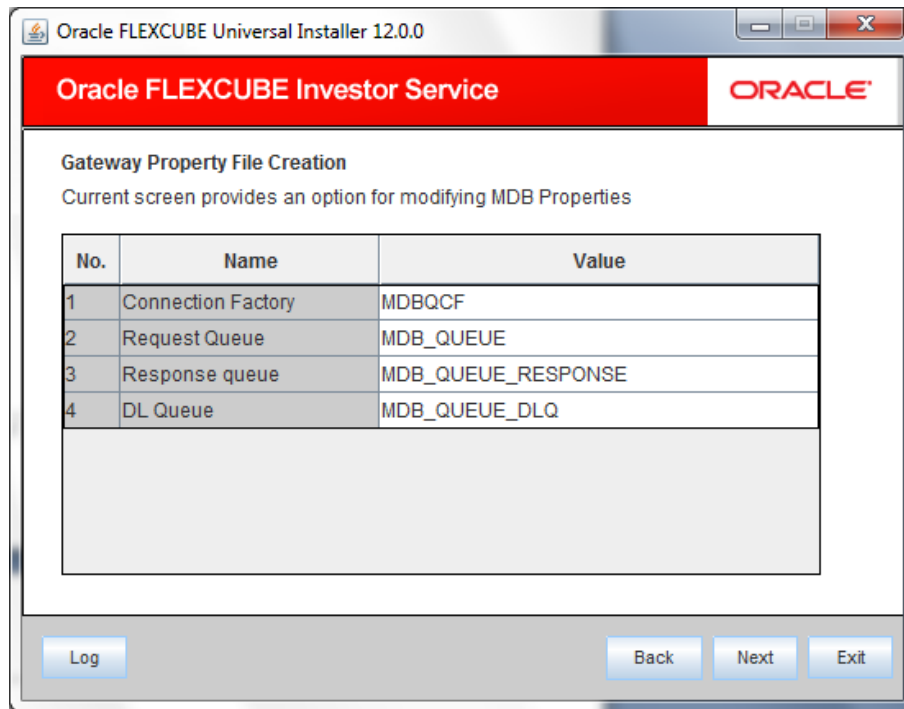 Oracle FLEXCUBE Universal Installer 12.0.0
Oracle FLEXCUBE Investor Service
ORACLE
Gateway Property File Creation
Current screen provides an option for modifying MDB Properties
No. Name Value
1 Connection Factory MDBQCF
2 Request Queue MDB_QUEUE
3 Response queue MDB_QUEUE_RESPONSE
4 DL Queue MDB_QUEUE_DLQ
Log Back Next Exit